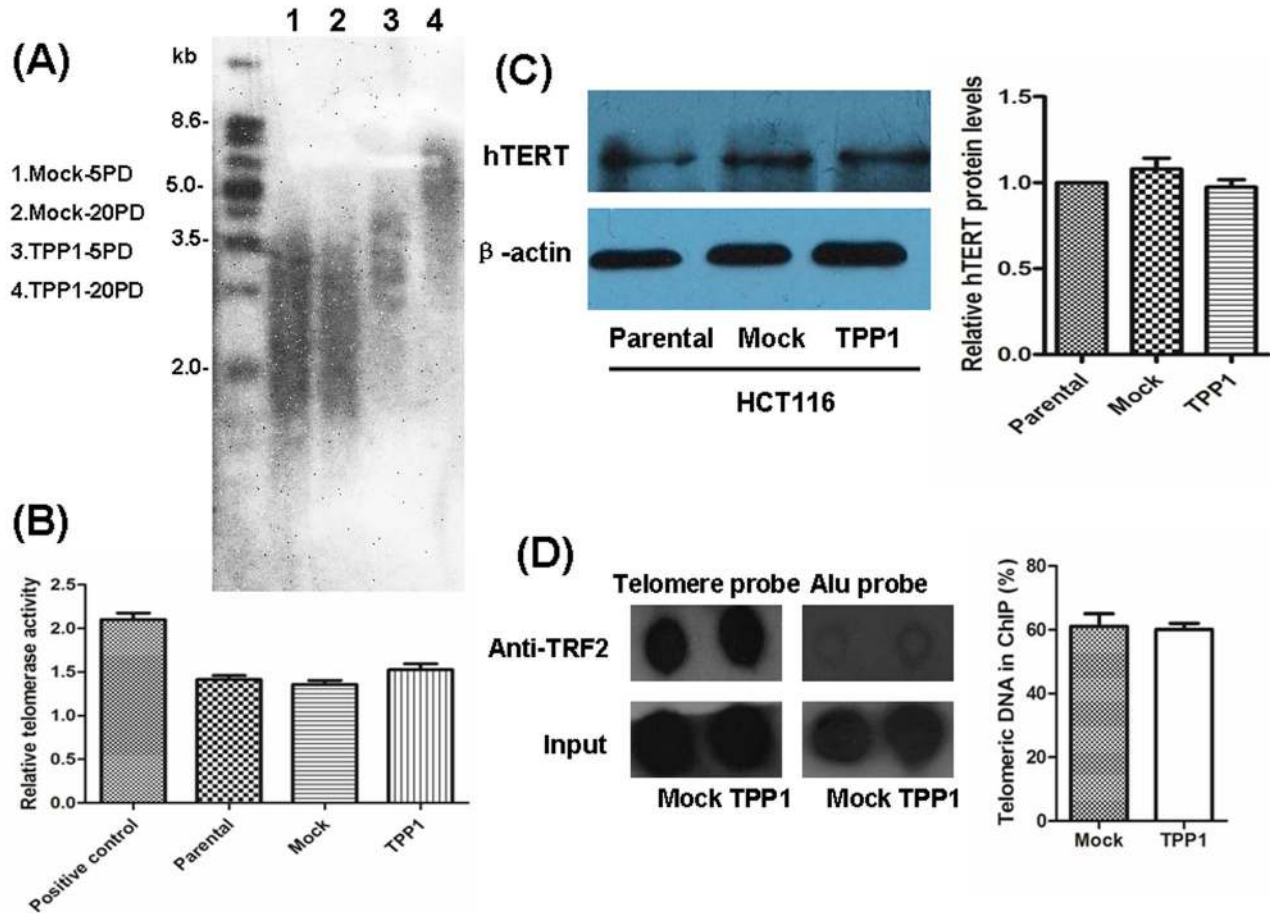 (A)
1 2 3 4
kb
8.6-
5.0-
3.5-
2.0-
1.Mock-5PD
2.Mock-20PD
3.TPP1-5PD
4.TPP1-20PD
(B)
Relative telomerase activity
2.5
2.0
1.5
1.0
0.5
0.0
Positive control
Parental
Mock
TPP1
(C)
hTERT
β-actin
Parental Mock TPP1
HCT116
Relative hTERT protein levels
1.5
1.0
0.5
0.0
Parental
Mock
TPP1
(D)
Telomere probe Alu probe
Anti-TRF2
Input
Mock TPP1 Mock TPP1
Telomeric DNA in ChIP (%)
80
60
40
20
0
Mock TPP1